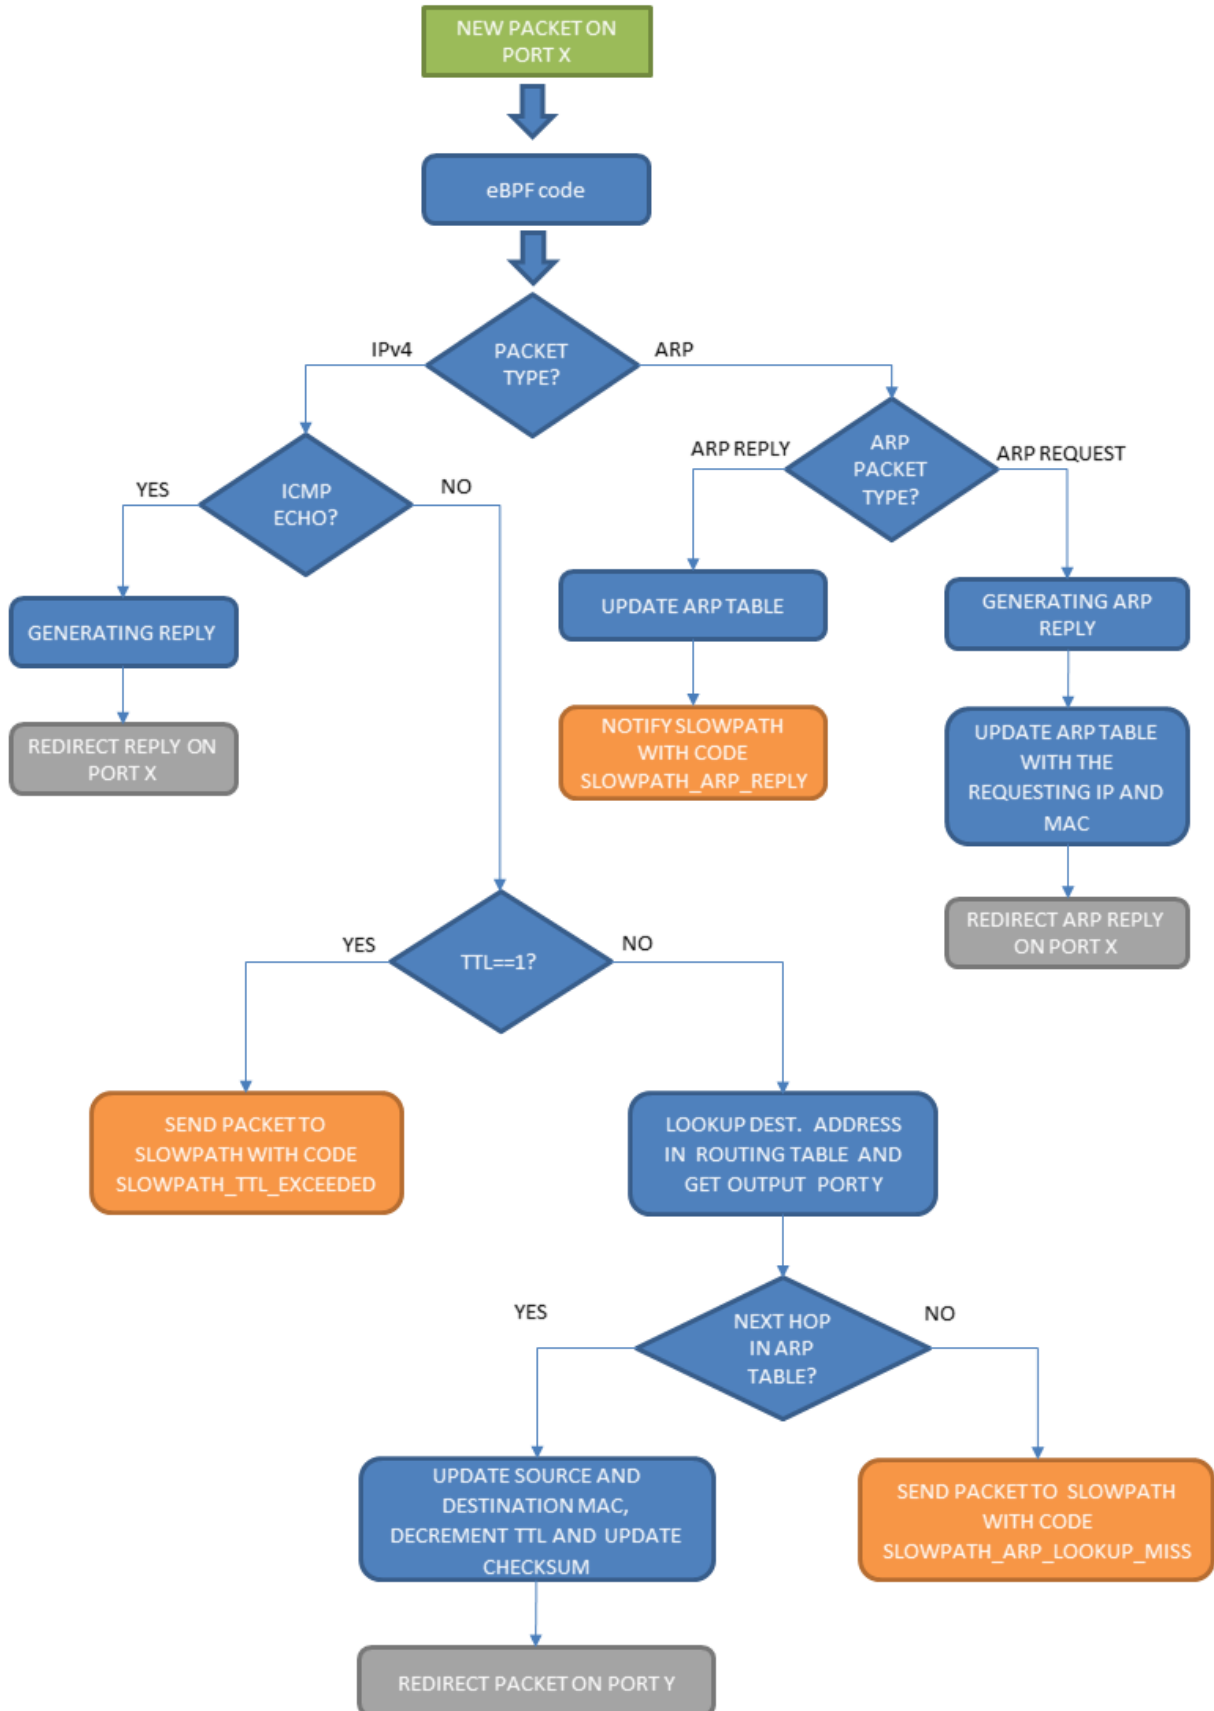 NEW PACKET ON
PORT X
eBPF code
PACKET
TYPE?
IPv4
ARP
ICMP
ECHO?
YES
NO
ARP
PACKET
TYPE?
ARP REPLY
ARP REQUEST
GENERATING REPLY
REDIRECT REPLY ON
PORT X
UPDATE ARP TABLE
NOTIFY SLOWPATH
WITH CODE
SLOWPATH_ARP_REPLY
GENERATING ARP
REPLY
UPDATE ARP TABLE
WITH THE
REQUESTING IP AND
MAC
REDIRECT ARP REPLY
ON PORT X
TTL==1?
YES
NO
SEND PACKET TO
SLOWPATH WITH CODE
SLOWPATH_TTL_EXCEEDED
LOOKUP DEST. ADDRESS
IN ROUTING TABLE AND
GET OUTPUT PORT Y
NEXT HOP
IN ARP
TABLE?
YES
NO
UPDATE SOURCE AND
DESTINATION MAC,
DECREMENT TTL AND UPDATE
CHECKSUM
SEND PACKET TO SLOWPATH
WITH CODE
SLOWPATH_ARP_LOOKUP_MISS
REDIRECT PACKET ON PORT Y